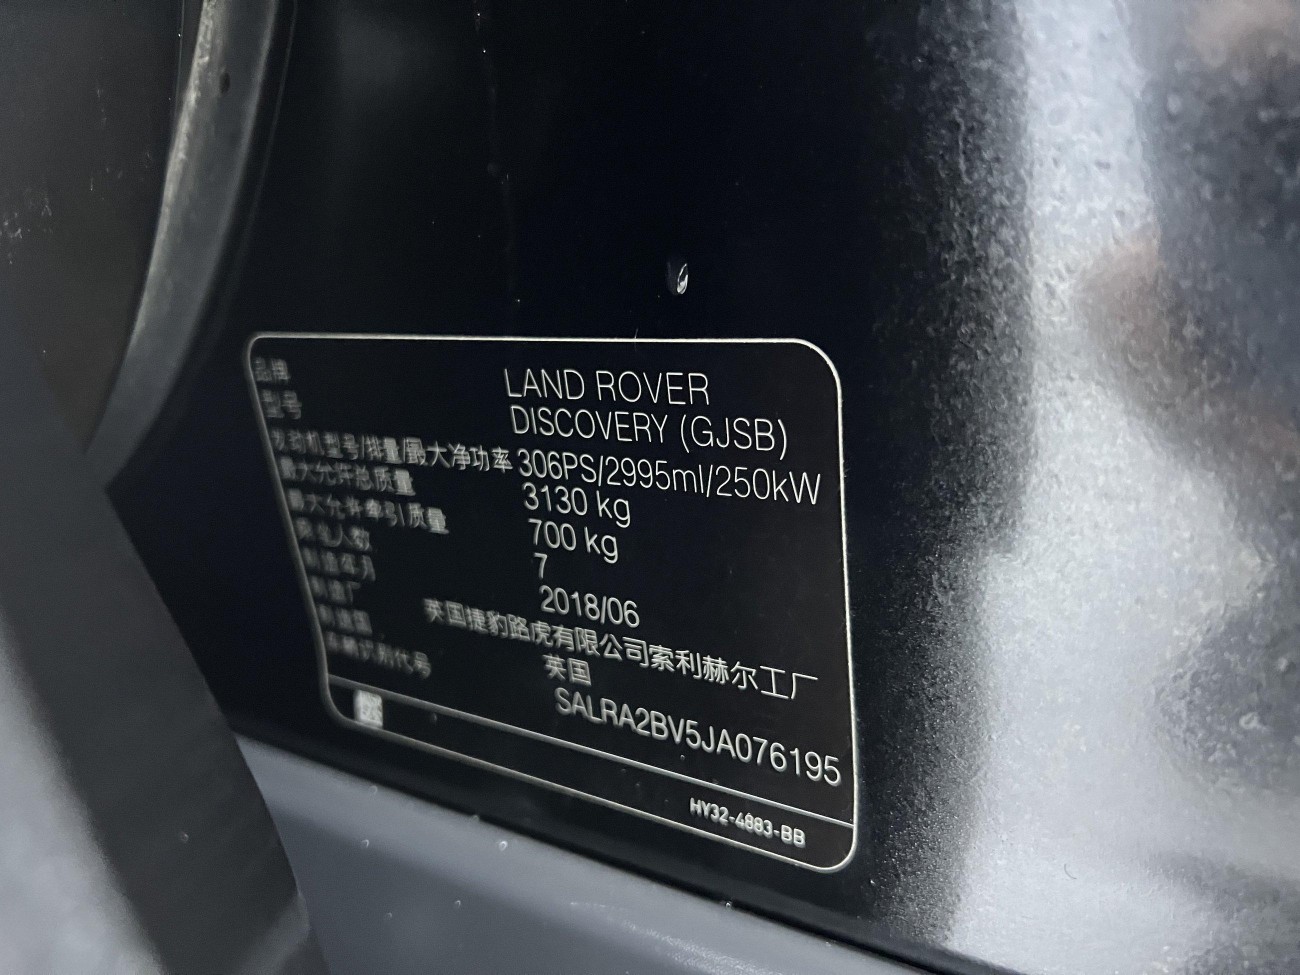 品牌 LAND ROVER
型号 DISCOVERY (GJSB)
发动机型号/排量/最大净功率 306PS/2995ml/250kW
最大允许总质量 3130 kg
最大允许牵引质量 700 kg
乘坐人数 7
制造年月 2018/06
制造厂 英国捷豹路虎有限公司索利赫尔工厂
制造国 英国
车辆识别代号 SALRA2BV5JA076195
HY32-4883-BB